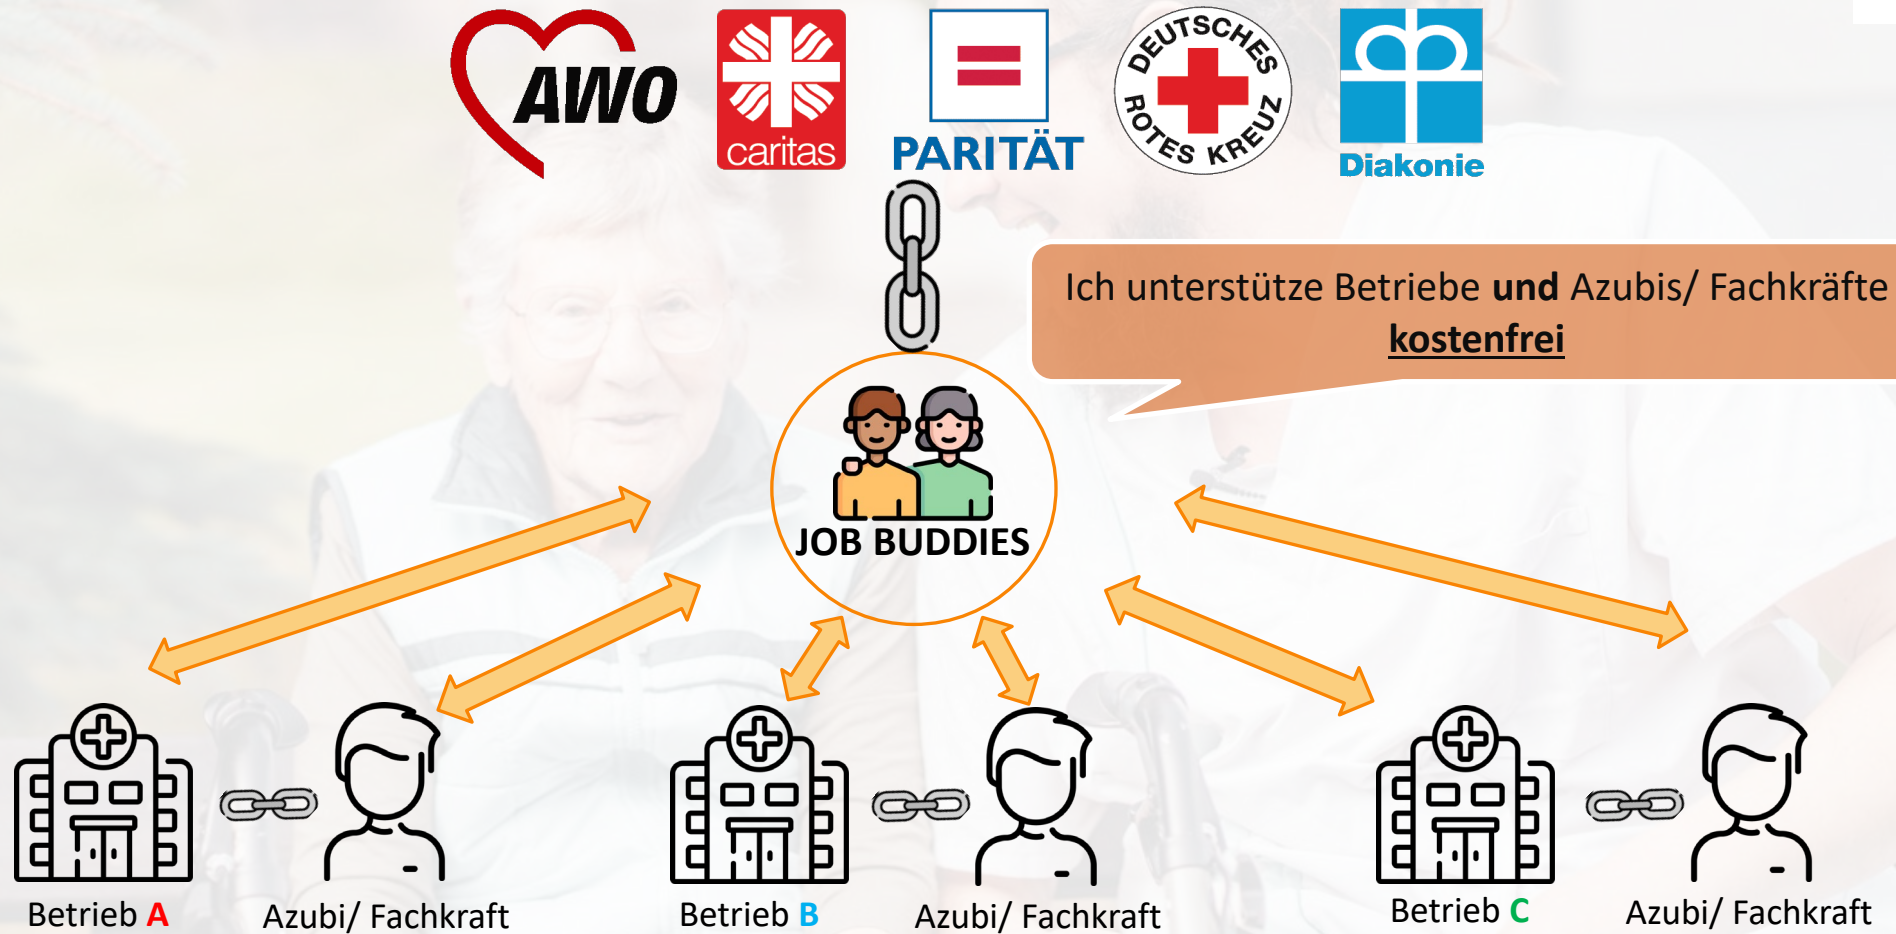 AWO
caritas
PARITÄT
DEUTSCHES
ROTES KREUZ
Diakonie
Ich unterstütze Betriebe und Azubis/ Fachkräfte
kostenfrei
JOB BUDDIES
Betrieb A
Azubi/ Fachkraft
Betrieb B
Azubi/ Fachkraft
Betrieb C
Azubi/ Fachkraft